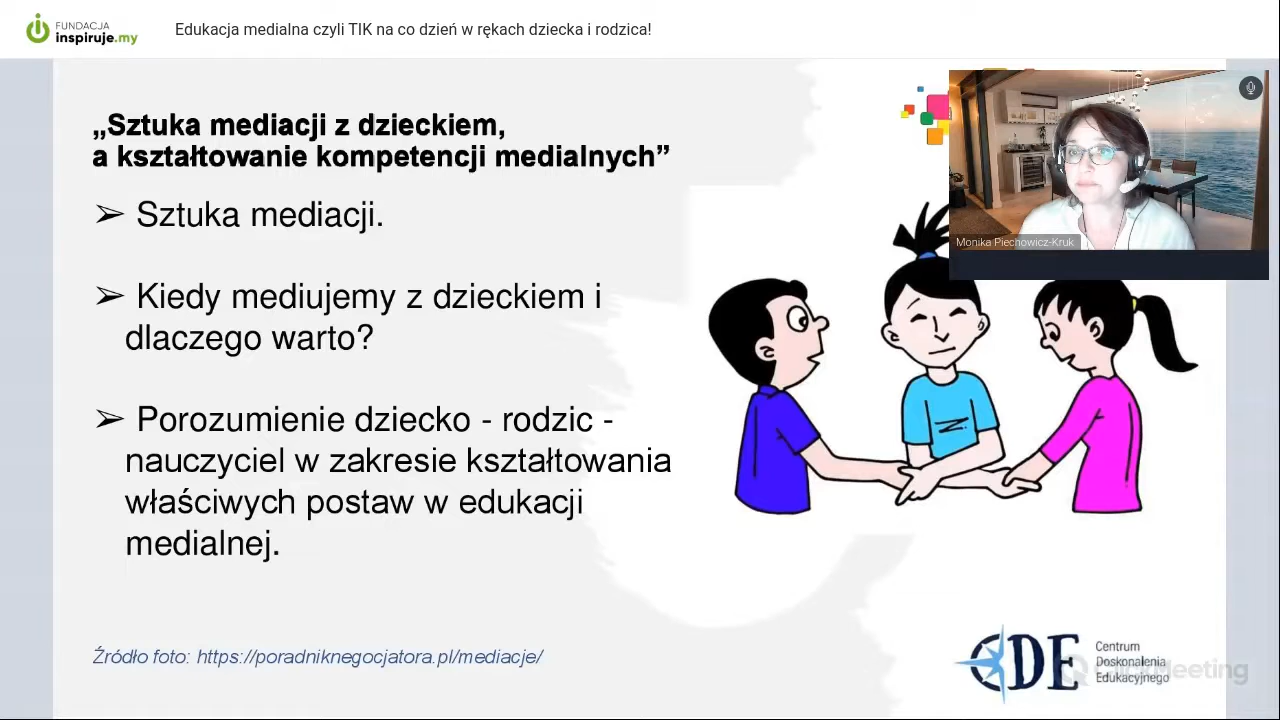 FUNDACJA
inspiruje.my
Edukacja medialna czyli TIK na co dzień w rękach dziecka i rodzica!
„Sztuka mediacji z dzieckiem,
a kształtowanie kompetencji medialnych”
➢ Sztuka mediacji.
➢ Kiedy mediujemy z dzieckiem i
dlaczego warto?
➢ Porozumienie dziecko - rodzic -
nauczyciel w zakresie kształtowania
właściwych postaw w edukacji
medialnej.
Monika Piechowicz-Kruk
Źródło foto: https://poradniknegocjatora.pl/mediacje/
CDE
Centrum
Doskonalenia
Edukacyjnego
ClickMeeting